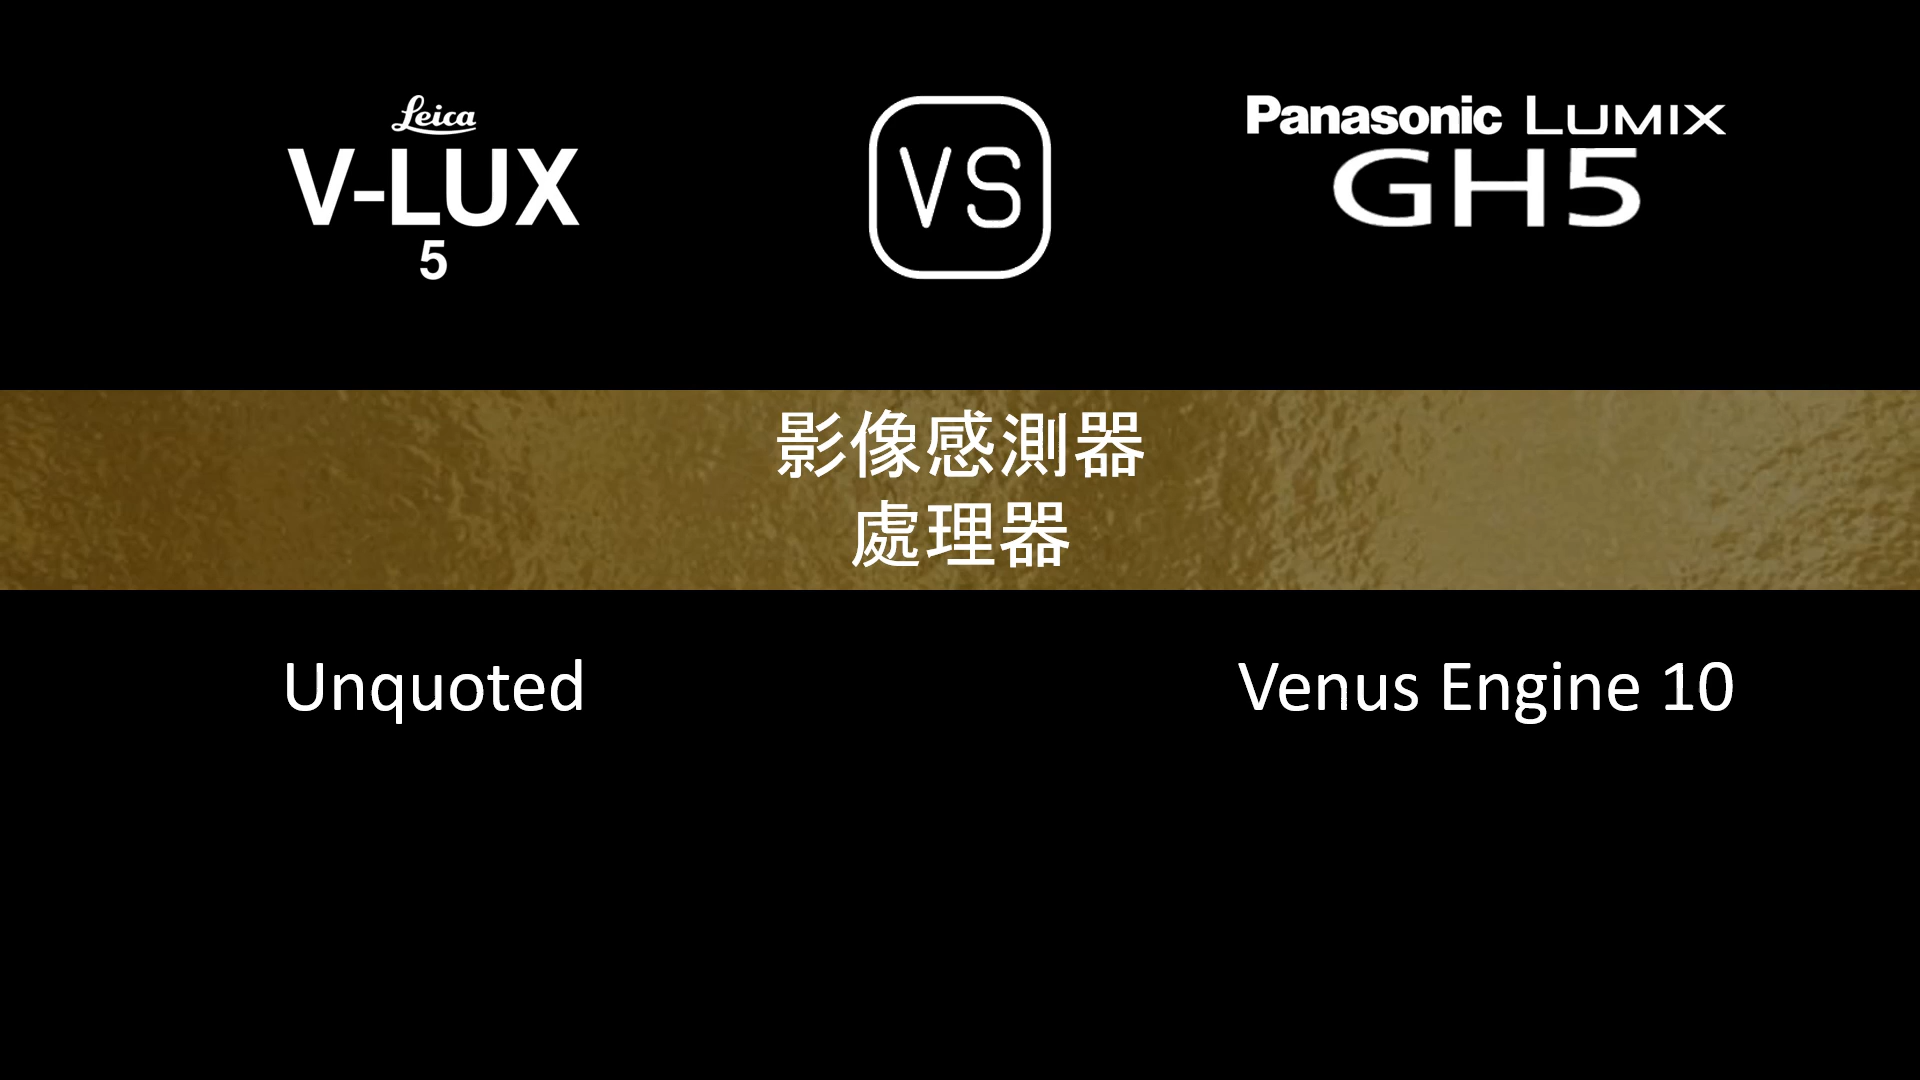 Leica
V-LUX
5
VS
Panasonic LUMIX
GH5
影像感測器
處理器
Unquoted
Venus Engine 10